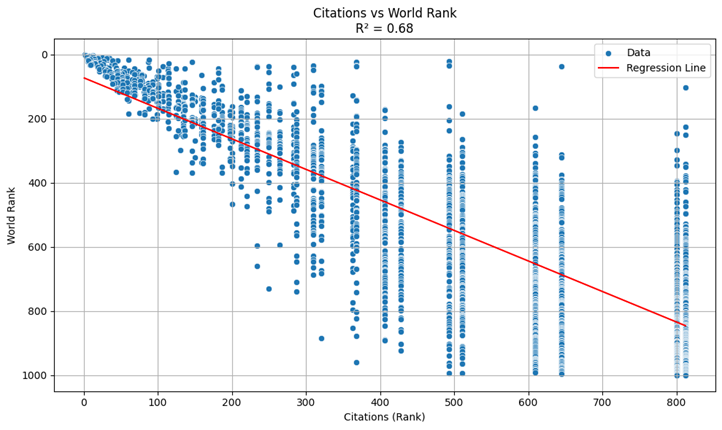 Citations vs World Rank
R² = 0.68
Data
Regression Line
0
200
400
600
800
1000
World Rank
0 100 200 300 400 500 600 700 800
Citations (Rank)